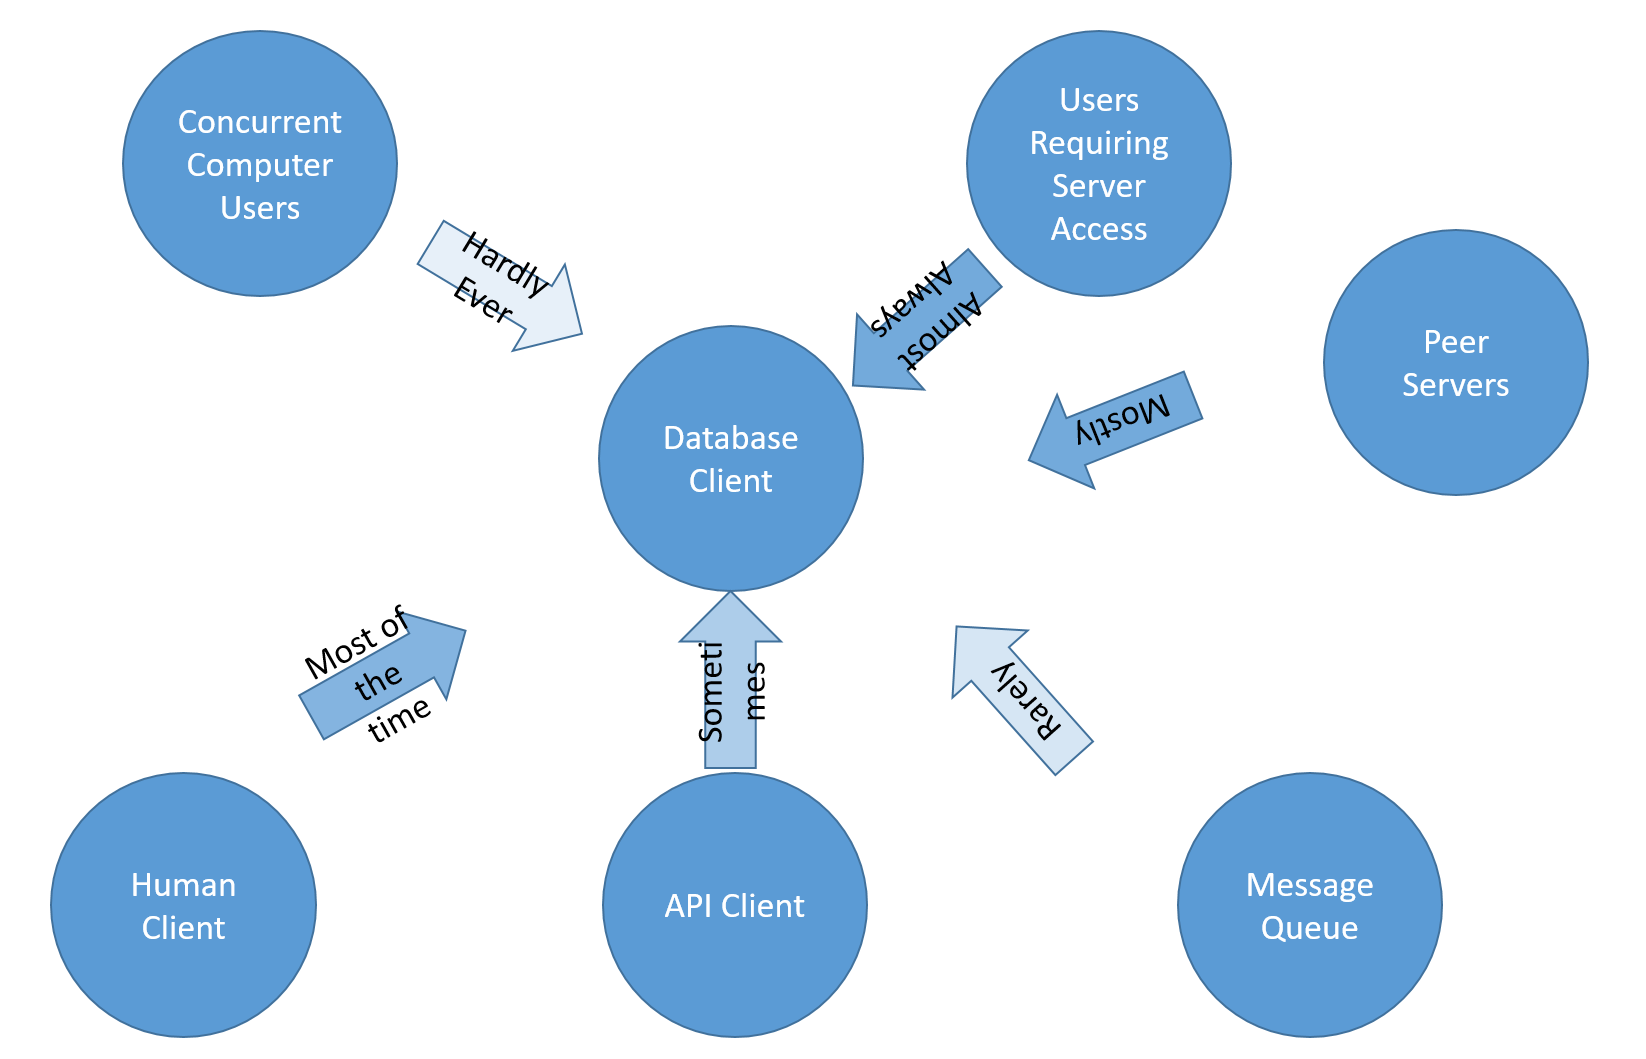 Concurrent
Computer
Users
Users
Requiring
Server
Access
Hardly
Ever
Almost
Always
Peer
Servers
Mostly
Database
Client
Most of
the
time
Someti
mes
Rarely
Human
Client
API Client
Message
Queue